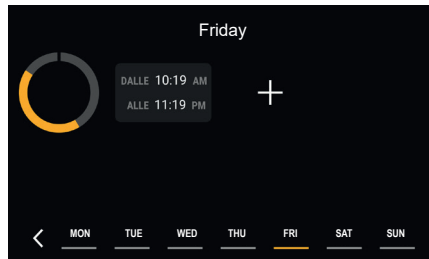 Friday
DALLE 10:19 AM
ALLE 11:19 PM
MON TUE WED THU FRI SAT SUN